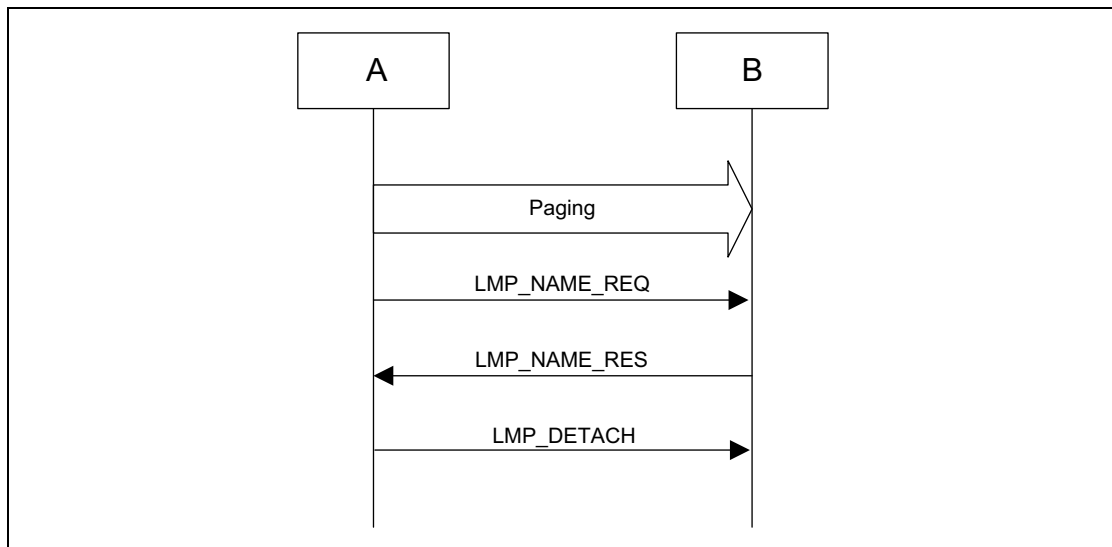 A
B
Paging
LMP_NAME_REQ
LMP_NAME_RES
LMP_DETACH